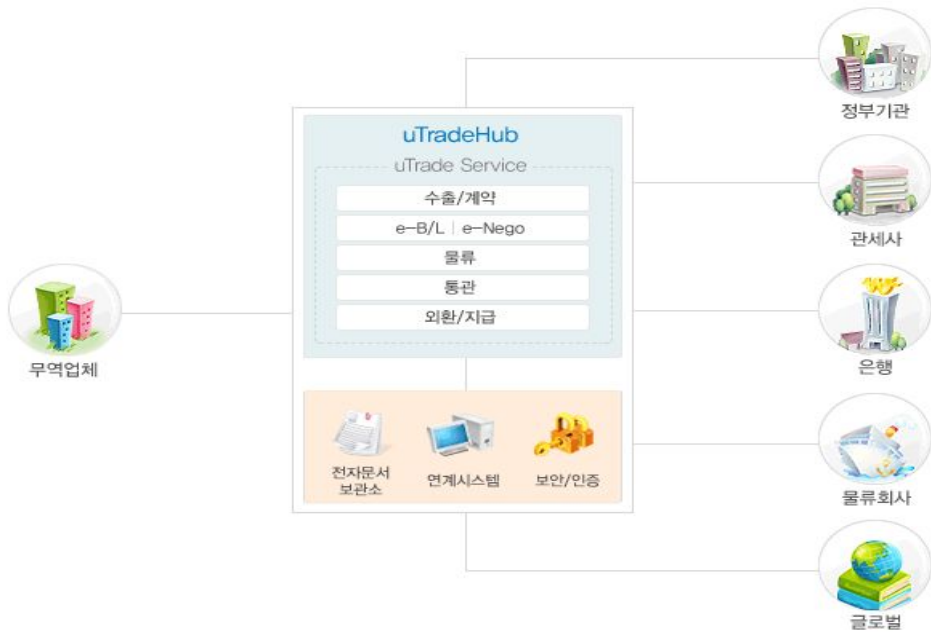 정부기관
uTradeHub
uTrade Service
수출/계약
e-B/L | e-Nego
물류
통관
외환/지급
무역업체
관세사
은행
전자문서
보관소
연계시스템
보안/인증
물류회사
글로벌